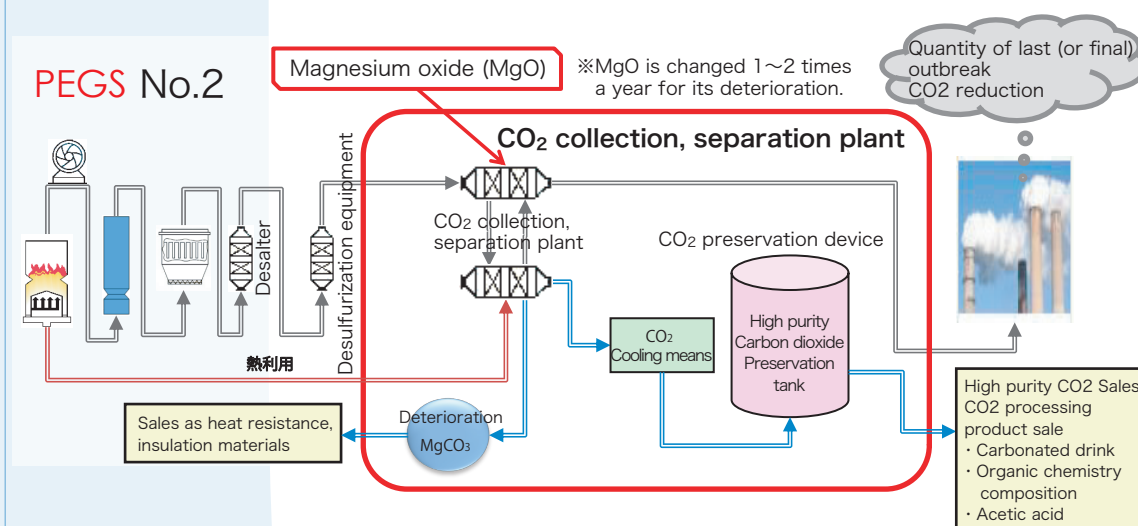 PEGS No.2
Magnesium oxide (MgO)
※MgO is changed 1～2 times
a year for its deterioration.
Quantity of last (or final)
outbreak
CO2 reduction
CO2 collection, separation plant
Desalter
Desulfurization equipment
CO2 collection,
separation plant
CO2 preservation device
CO2
Cooling means
High purity
Carbon dioxide
Preservation
tank
熱利用
Sales as heat resistance,
insulation materials
Deterioration
MgCO3
High purity CO2 Sales
CO2 processing
product sale
・Carbonated drink
・Organic chemistry
composition
・Acetic acid